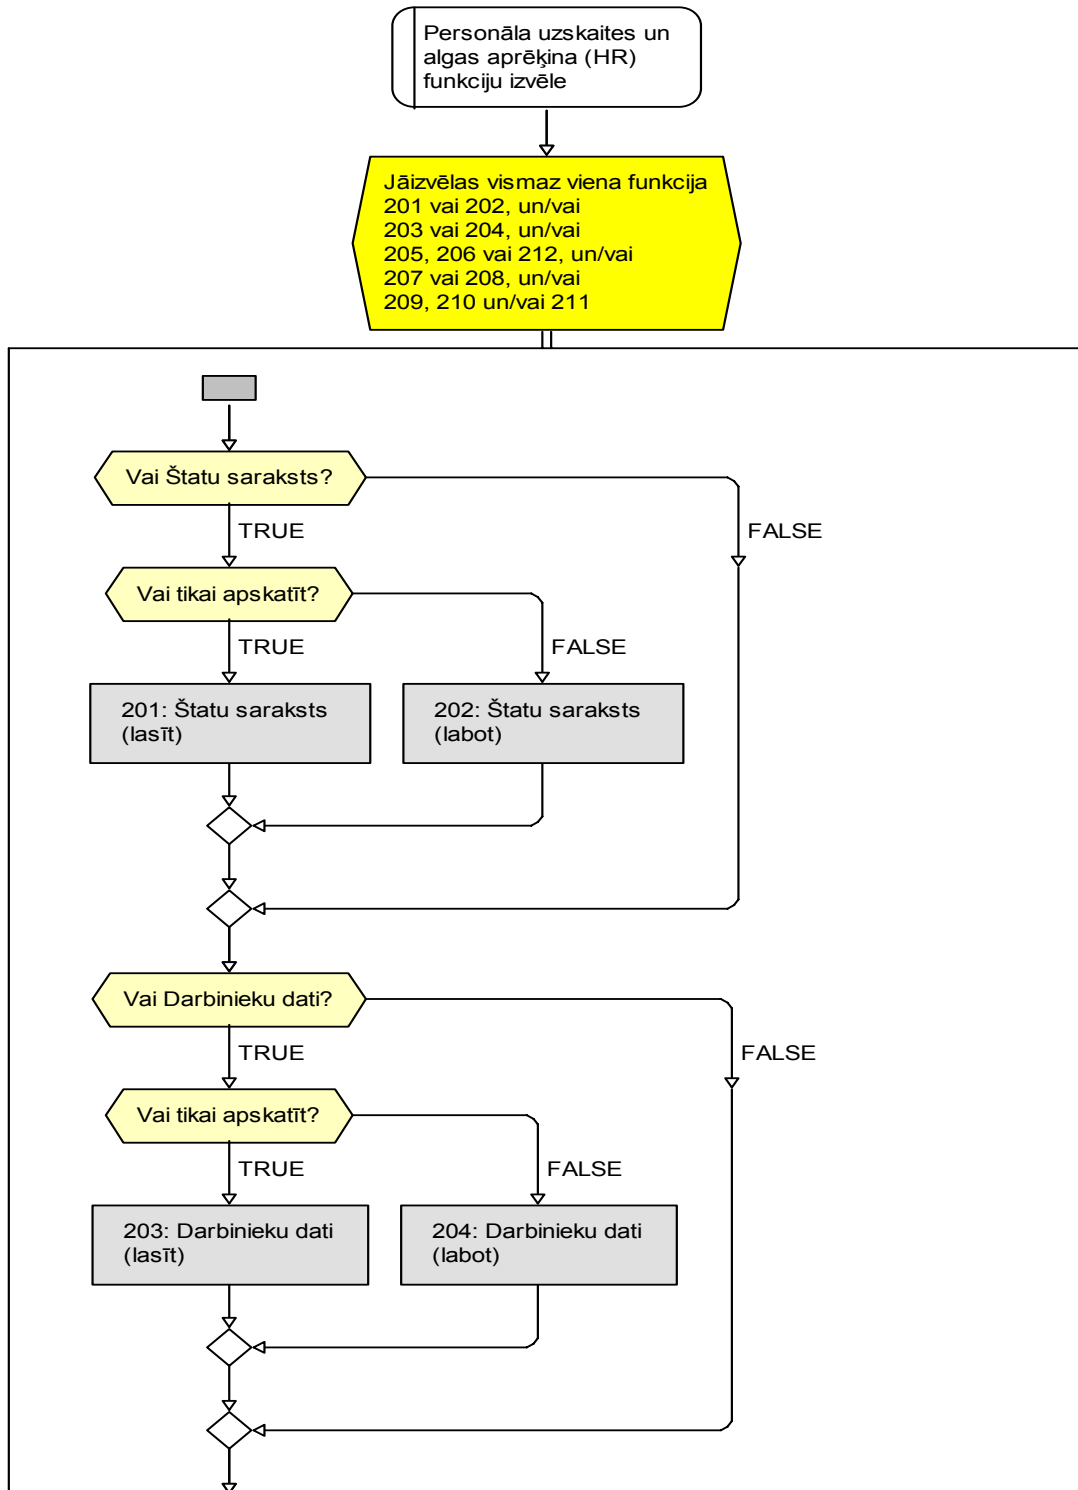 Personāla uzskaites un
algas aprēķina (HR)
funkciju izvēle
Jāizvēlas vismaz viena funkcija
201 vai 202, un/vai
203 vai 204, un/vai
205, 206 vai 212, un/vai
207 vai 208, un/vai
209, 210 un/vai 211
Vai Štatu saraksts?
TRUE
FALSE
Vai tikai apskatīt?
TRUE
FALSE
201: Štatu saraksts
(lasīt)
202: Štatu saraksts
(labot)
Vai Darbinieku dati?
TRUE
FALSE
Vai tikai apskatīt?
TRUE
FALSE
203: Darbinieku dati
(lasīt)
204: Darbinieku dati
(labot)